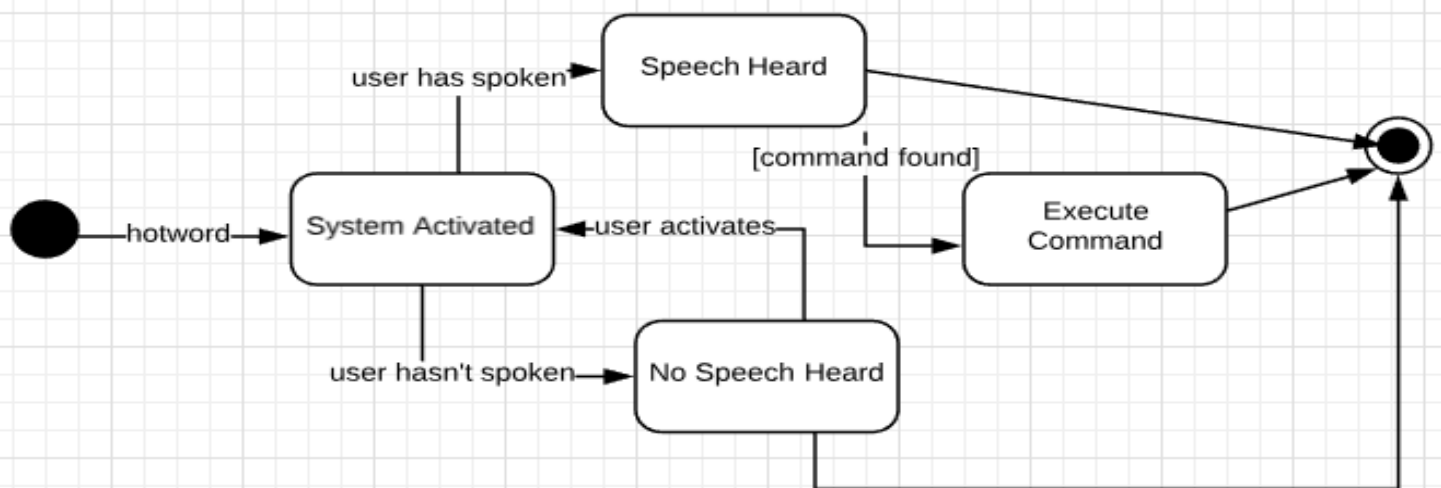 Speech Heard
user has spoken
[command found]
System Activated
hotword
user activates
Execute
Command
user hasn't spoken
No Speech Heard